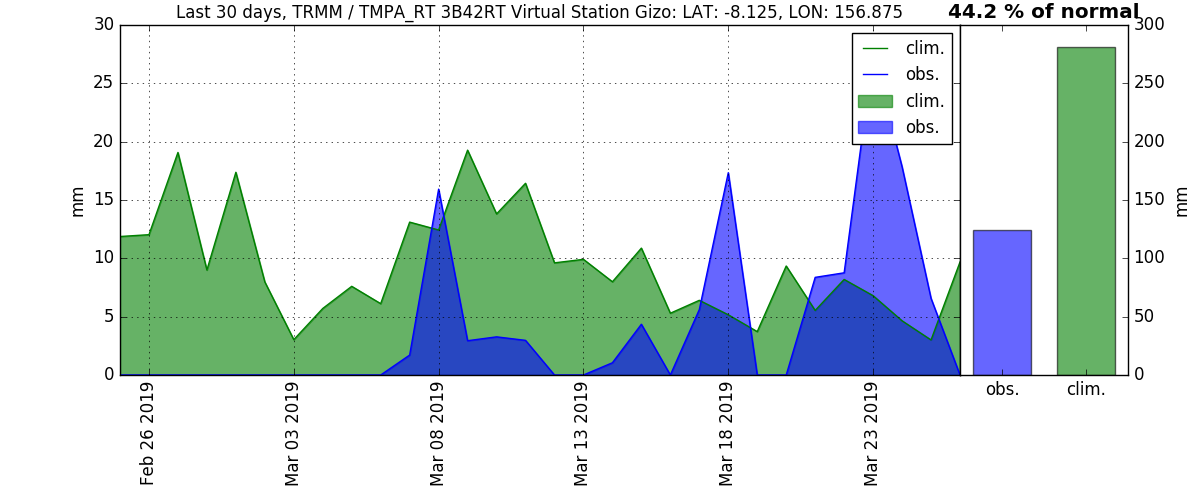 Last 30 days, TRMM / TMPA_RT 3B42RT Virtual Station Gizo: LAT: -8.125, LON: 156.875
44.2 % of normal
30
25
20
15
10
5
0
mm
clim.
obs.
clim.
obs.
Feb 26 2019
Mar 03 2019
Mar 08 2019
Mar 13 2019
Mar 18 2019
Mar 23 2019
300
250
200
150
100
50
0
mm
obs.
clim.